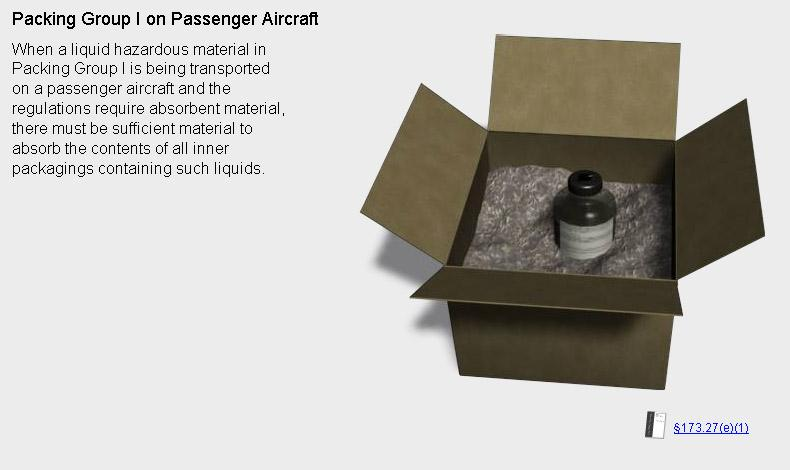 Packing Group I on Passenger Aircraft
When a liquid hazardous material in
Packing Group I is being transported
on a passenger aircraft and the
regulations require absorbent material,
there must be sufficient material to
absorb the contents of all inner
packagings containing such liquids.
§173.27(e)(1)